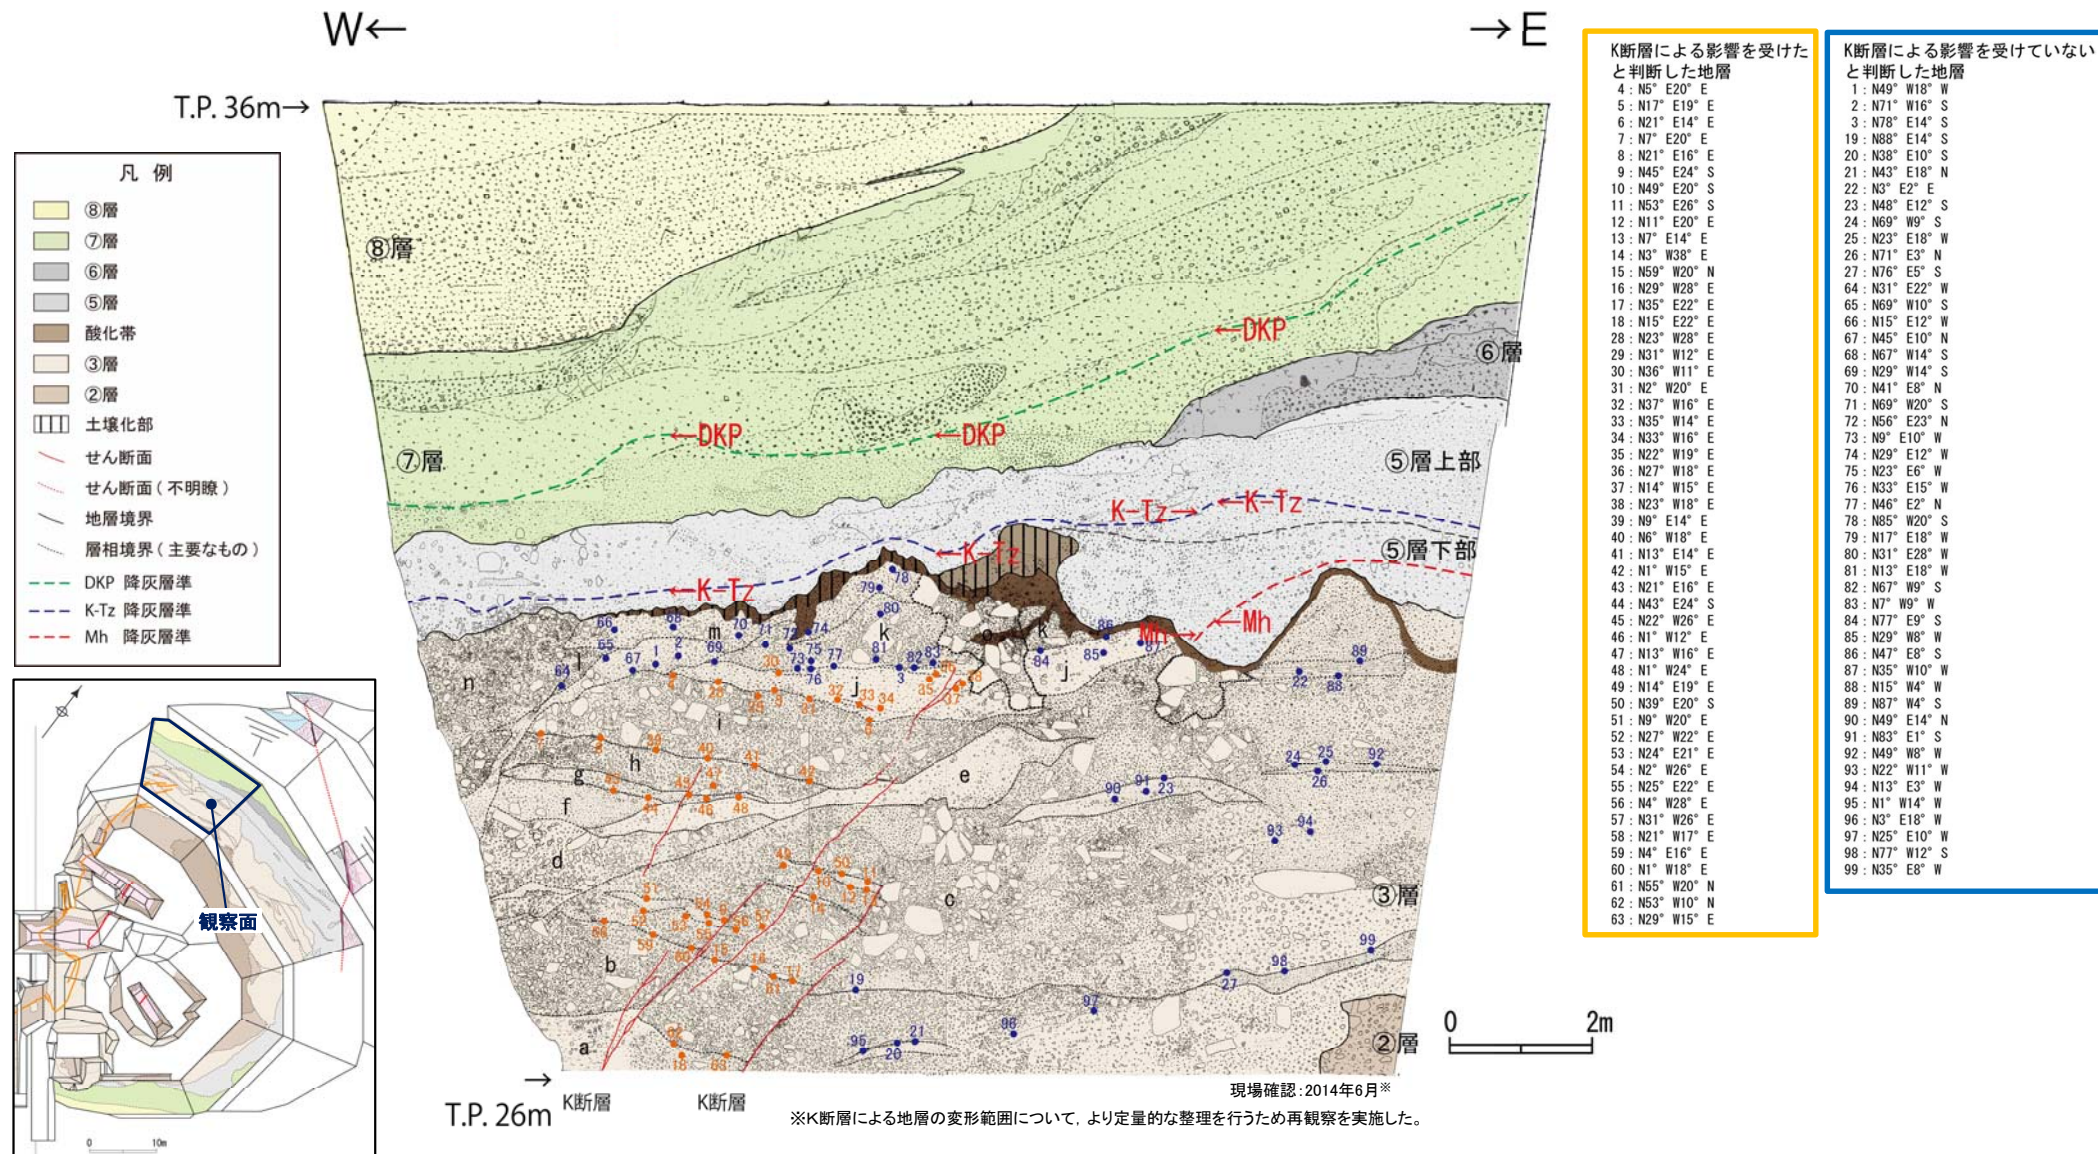 W←
→E
T.P. 36m→
凡 例
⑧層
⑦層
⑥層
⑤層
酸化帯
③層
②層
土壌化部
せん断面
せん断面(不明瞭)
地層境界
層相境界(主要なもの)
DKP 降灰層準
K-Tz 降灰層準
Mh 降灰層準
⑧層
←DKP
⑥層
←DKP
←DKP
⑦層
⑤層上部
K-Tz→
←K-Tz
⑤層下部
←K-Tz
←K-Tz
Mh→
←Mh
n
l
m
k
o
k
j
j
i
h
g
f
e
d
c
b
a
③層
②層
観察面
0 10m
0 2m
→
T.P. 26m
K断層
K断層
現場確認:2014年6月※
※K断層による地層の変形範囲について,より定量的な整理を行うため再観察を実施した。
K断層による影響を受けた
と判断した地層
4:N5° E20° E
5:N17° E19° E
6:N21° E14° E
7:N7° E20° E
8:N21° E16° E
9:N45° E24° S
10:N49° E20° S
11:N53° E26° S
12:N11° E20° E
13:N7° E14° E
14:N3° W38° E
15:N59° W20° N
16:N29° W28° E
17:N35° E22° E
18:N15° E22° E
28:N23° W28° E
29:N31° W12° E
30:N36° W11° E
31:N2° W20° E
32:N37° W16° E
33:N35° W14° E
34:N33° W16° E
35:N22° W19° E
36:N27° W18° E
37:N14° W15° E
38:N23° W18° E
39:N9° E14° E
40:N6° W18° E
41:N13° E14° E
42:N1° W15° E
43:N21° E16° E
44:N43° E24° S
45:N22° W26° E
46:N1° W12° E
47:N13° W16° E
48:N1° W24° E
49:N14° E19° E
50:N39° E20° S
51:N9° W20° E
52:N27° W22° E
53:N24° E21° E
54:N2° W26° E
55:N25° E22° E
56:N4° W28° E
57:N31° W26° E
58:N21° W17° E
59:N4° E16° E
60:N1° W18° E
61:N55° W20° N
62:N53° W10° N
63:N29° W15° E
K断層による影響を受けていない
と判断した地層
1:N49° W18° W
2:N71° W16° S
3:N78° E14° S
19:N88° E14° S
20:N38° E10° S
21:N43° E18° N
22:N3° E2° E
23:N48° E12° S
24:N69° W9° S
25:N23° E18° W
26:N71° E3° N
27:N76° E5° S
64:N31° E22° W
65:N69° W10° S
66:N15° E12° W
67:N45° E10° N
68:N67° W14° S
69:N29° W14° S
70:N41° E8° N
71:N69° W20° S
72:N56° E23° N
73:N9° E10° W
74:N29° E12° W
75:N23° E6° W
76:N33° E15° W
77:N46° E2° N
78:N85° W20° S
79:N17° E18° W
80:N31° E28° W
81:N13° E18° W
82:N67° W9° S
83:N7° W9° W
84:N77° E9° S
85:N29° W8° W
86:N47° E8° S
87:N35° W10° W
88:N15° W4° W
89:N87° W4° S
90:N49° E14° N
91:N83° E1° S
92:N49° W8° W
93:N22° W11° W
94:N13° E3° W
95:N1° W14° W
96:N3° E18° W
97:N25° E10° W
98:N77° W12° S
99:N35° E8° W